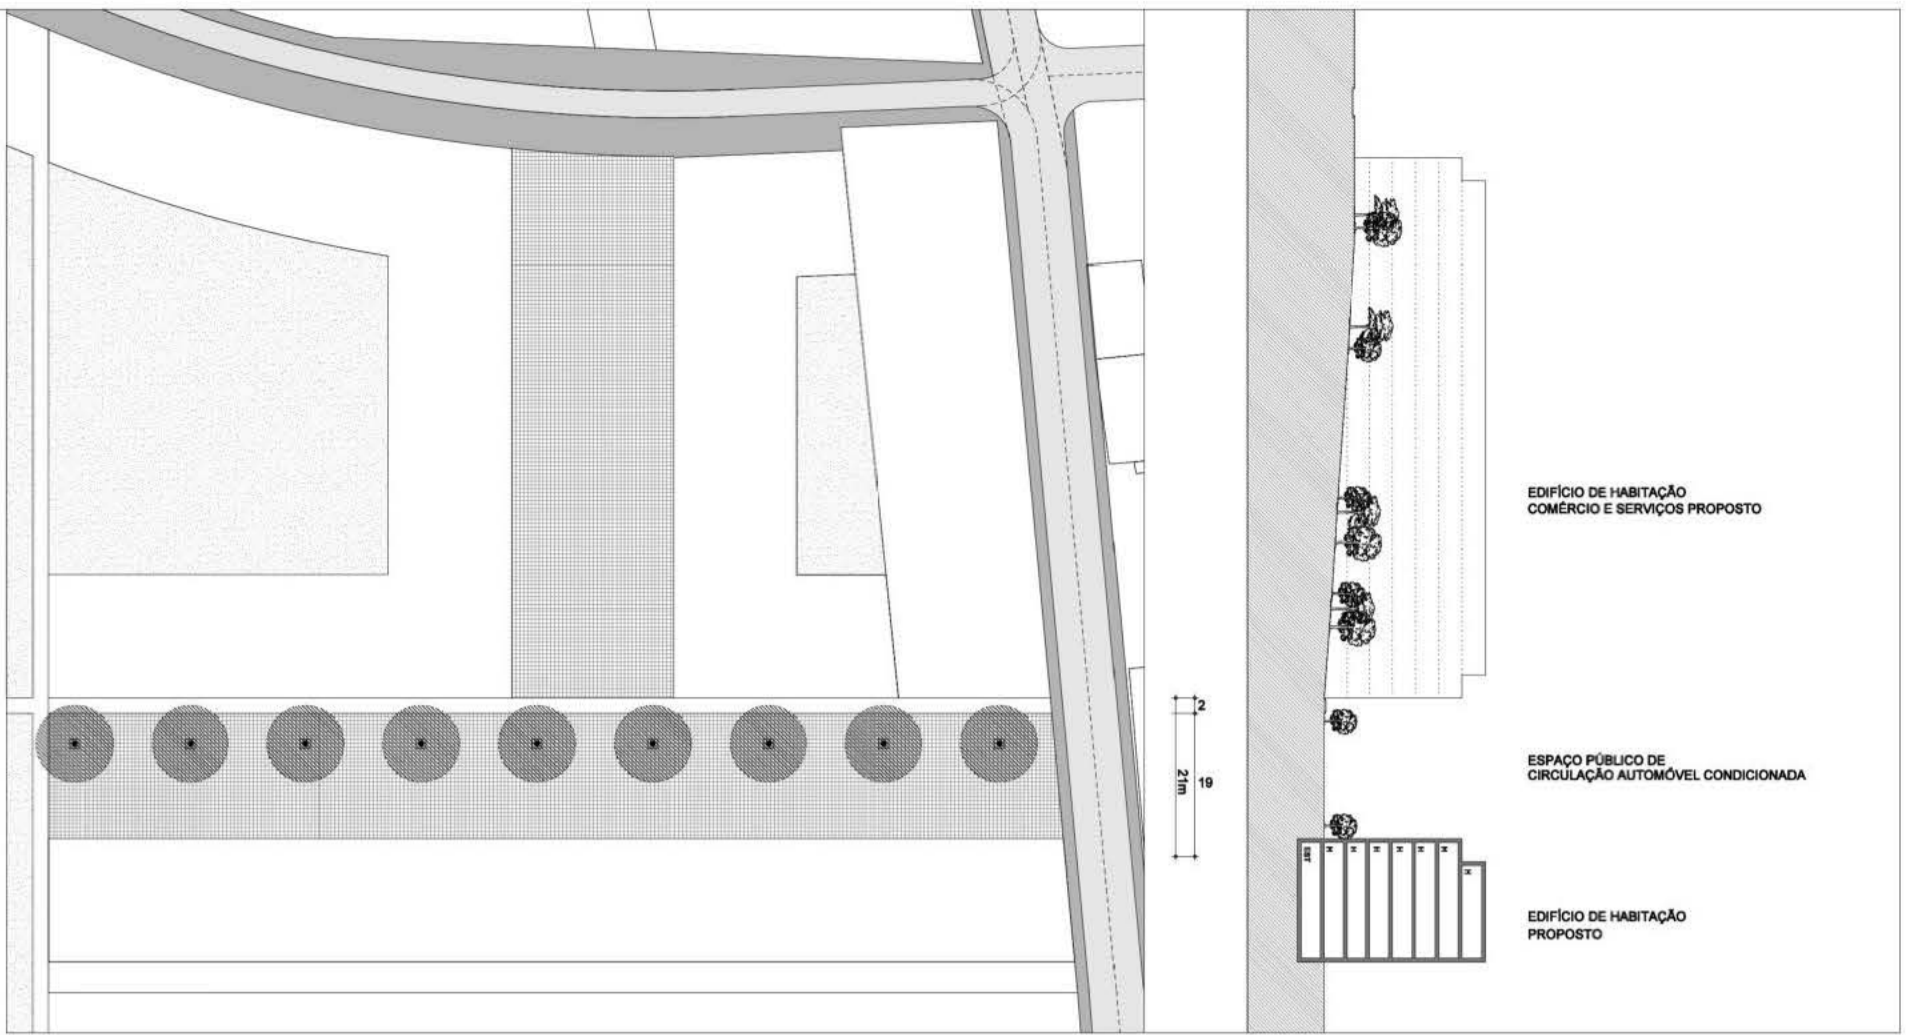 EDIFÍCIO DE HABITAÇÃO
COMÉRCIO E SERVIÇOS PROPOSTO
2
21m
19
ESPAÇO PÚBLICO DE
CIRCULAÇÃO AUTOMÓVEL CONDICIONADA
EST
H
H
H
H
H
H
H
EDIFÍCIO DE HABITAÇÃO
PROPOSTO